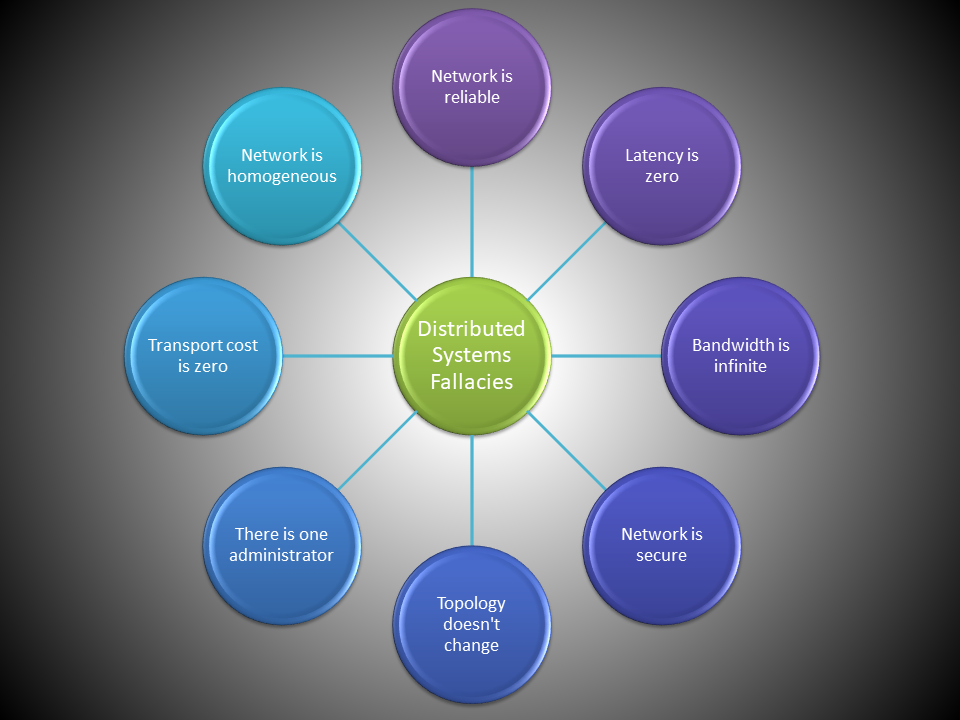 Network is
reliable
Latency is
zero
Bandwidth is
infinite
Network is
secure
Topology
doesn't
change
There is one
administrator
Transport cost
is zero
Network is
homogeneous
Distributed
Systems
Fallacies